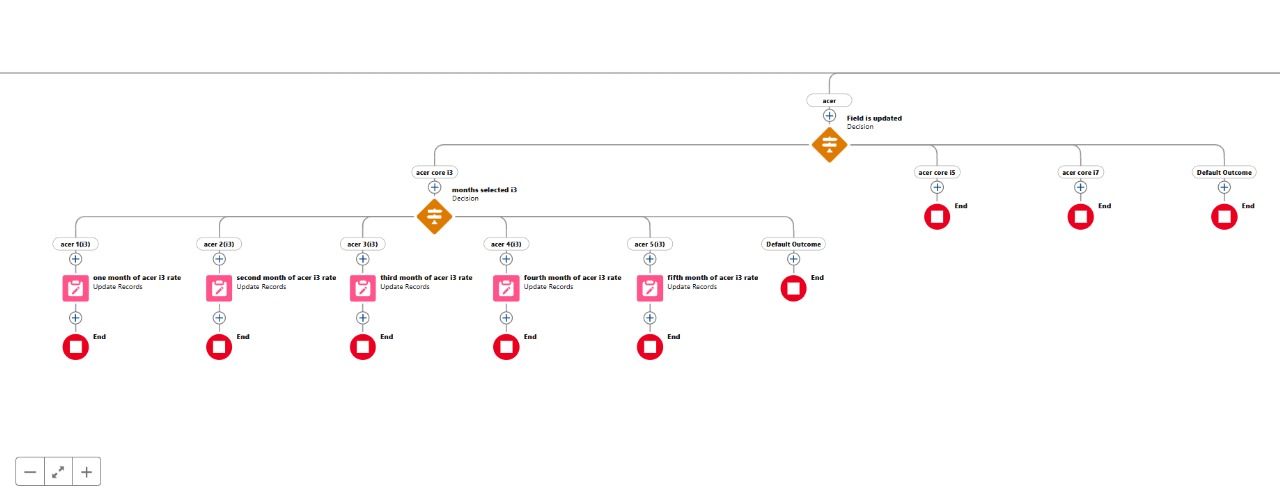 acer
Field is updated
Decision
acer core i3
acer core i5
acer core i7
Default Outcome
months selected i3
Decision
End
End
End
acer 1(i3)
acer 2(i3)
acer 3(i3)
acer 4(i3)
acer 5(i3)
Default Outcome
one month of acer i3 rate
Update Records
second month of acer i3 rate
Update Records
third month of acer i3 rate
Update Records
fourth month of acer i3 rate
Update Records
fifth month of acer i3 rate
Update Records
End
End
End
End
End
End